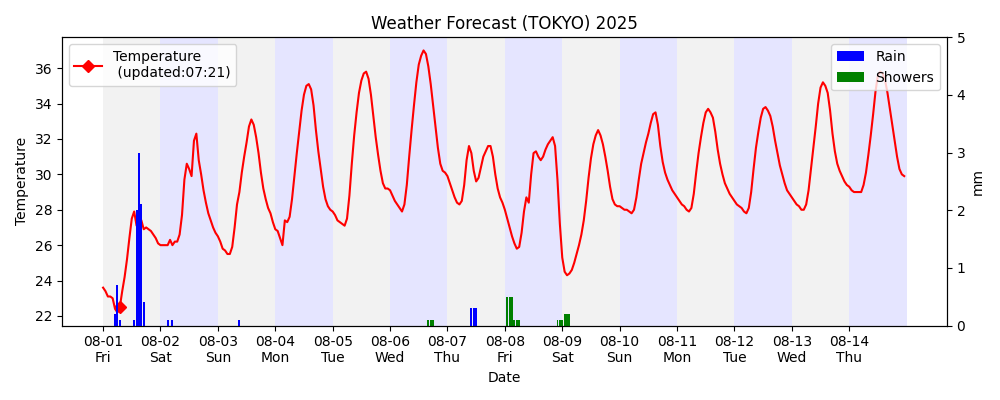 Weather Forecast (TOKYO) 2025
Temperature
(updated:07:21)
Rain
Showers
Temperature
36
34
32
30
28
26
24
22
5
4
3
2
1
0
mm
08-01 08-02 08-03 08-04 08-05 08-06 08-07 08-08 08-09 08-10 08-11 08-12 08-13 08-14
Fri Sat Sun Mon Tue Wed Thu Fri Sat Sun Mon Tue Wed Thu
Date